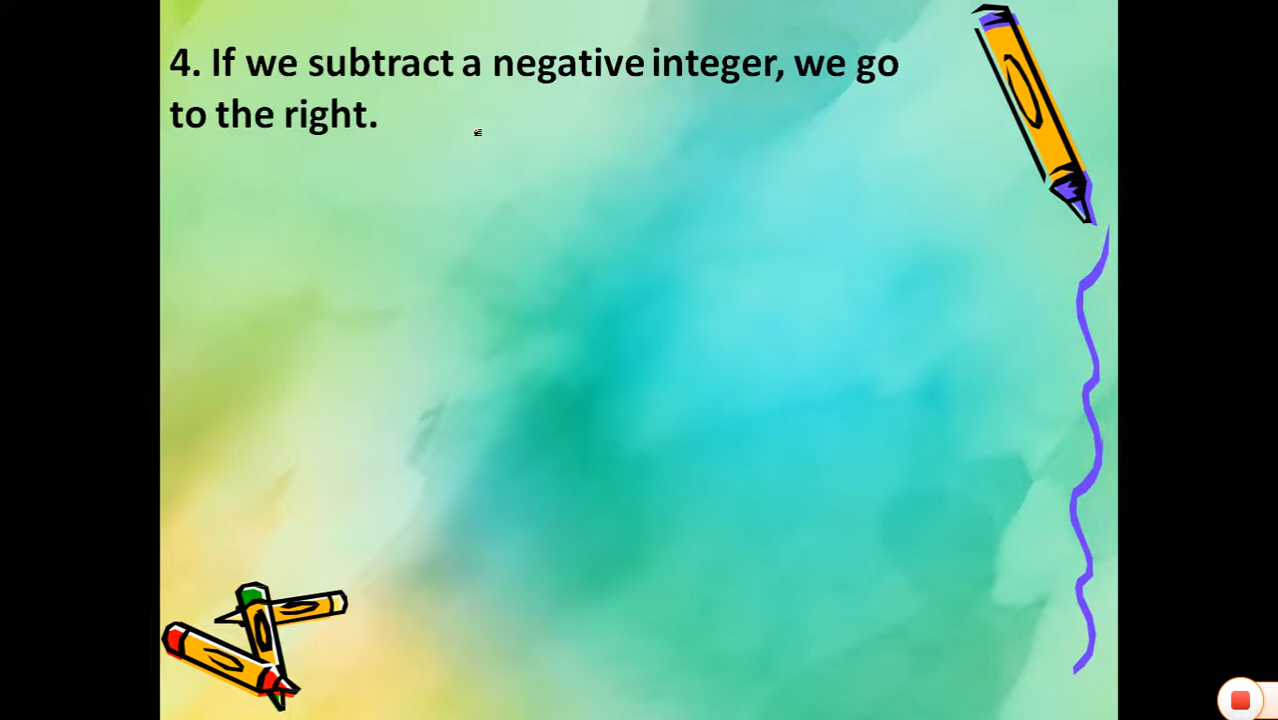 4. If we subtract a negative integer, we go
to the right.